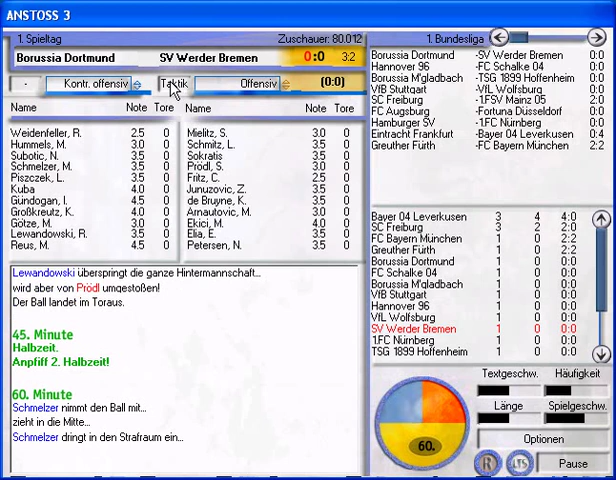 ANSTOSS 3
1. Spieltag Zuschauer: 80.012
Borussia Dortmund SV Werder Bremen 0:0 3:2
- Kontr. offensiv Taktik Offensiv (0:0)
Name Note Tore Name Note Tore
Weidenfeller, R. 2.5 0 Mielitz, S. 3.0 0
Hummels, M. 3.0 0 Schmitz, L. 3.5 0
Subotic, N. 3.5 0 Sokratis 3.5 0
Schmelzer, M. 3.5 0 Prödl, S. 3.0 0
Piszczek, L. 3.5 0 Fritz, C. 2.5 0
Kuba 4.0 0 Junuzovic, Z. 3.5 0
Gündogan, I. 4.5 0 de Bruyne, K. 3.5 0
Großkreutz, K. 4.0 0 Arnautovic, M. 3.0 0
Götze, M. 3.0 0 Ekici, M. 4.0 0
Lewandowski, R. 3.5 0 Elia, E. 3.5 0
Reus, M. 4.5 0 Petersen, N. 3.5 0
Lewandowski überspringt die ganze Hintermannschaft...
wird aber von Prödl umgestoßen!
Der Ball landet im Toraus.
45. Minute
Halbzeit.
Anpfiff 2. Halbzeit!
60. Minute
Schmelzer nimmt den Ball mit...
zieht in die Mitte...
Schmelzer dringt in den Strafraum ein...
1. Bundesliga
Borussia Dortmund -SV Werder Bremen 0:0
Hannover 96 -FC Schalke 04 0:0
Borussia M'gladbach -TSG 1899 Hoffenheim 0:0
VfB Stuttgart -VfL Wolfsburg 0:0
SC Freiburg -1.FSV Mainz 05 2:0
FC Augsburg -Fortuna Düsseldorf 0:0
Hamburger SV -1.FC Nürnberg 0:0
Eintracht Frankfurt -Bayer 04 Leverkusen 0:4
Greuther Fürth -FC Bayern München 2:2
Bayer 04 Leverkusen 3 4 4:0
SC Freiburg 3 2 2:0
FC Bayern München 1 0 2:2
Greuther Fürth 1 0 2:2
Borussia Dortmund 1 0 0:0
FC Schalke 04 1 0 0:0
Borussia M'gladbach 1 0 0:0
VfB Stuttgart 1 0 0:0
Hannover 96 1 0 0:0
VfL Wolfsburg 1 0 0:0
SV Werder Bremen 1 0 0:0
1.FC Nürnberg 1 0 0:0
TSG 1899 Hoffenheim 1 0 0:0
Textgeschw. Häufigkeit
Länge Spielgeschw.
60.
Optionen
R LTS Pause